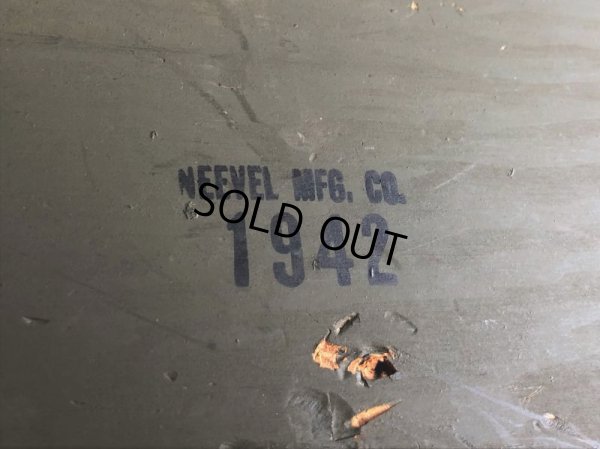 NEEVEL MFG. CO.
1942
SOLD OUT